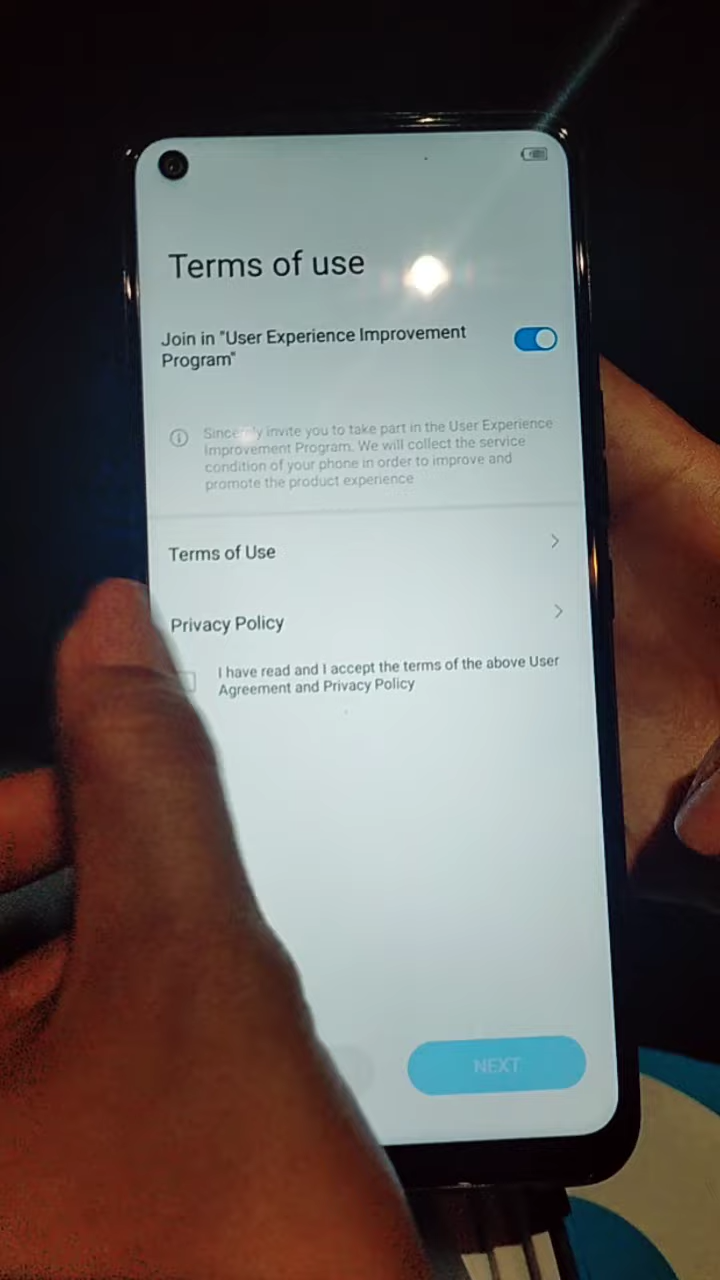 Terms of use
Join in "User Experience Improvement
Program"
Sincerely invite you to take part in the User Experience
Improvement Program. We will collect the service
condition of your phone in order to improve and
promote the product experience
Terms of Use
Privacy Policy
I have read and I accept the terms of the above User
Agreement and Privacy Policy
NEXT